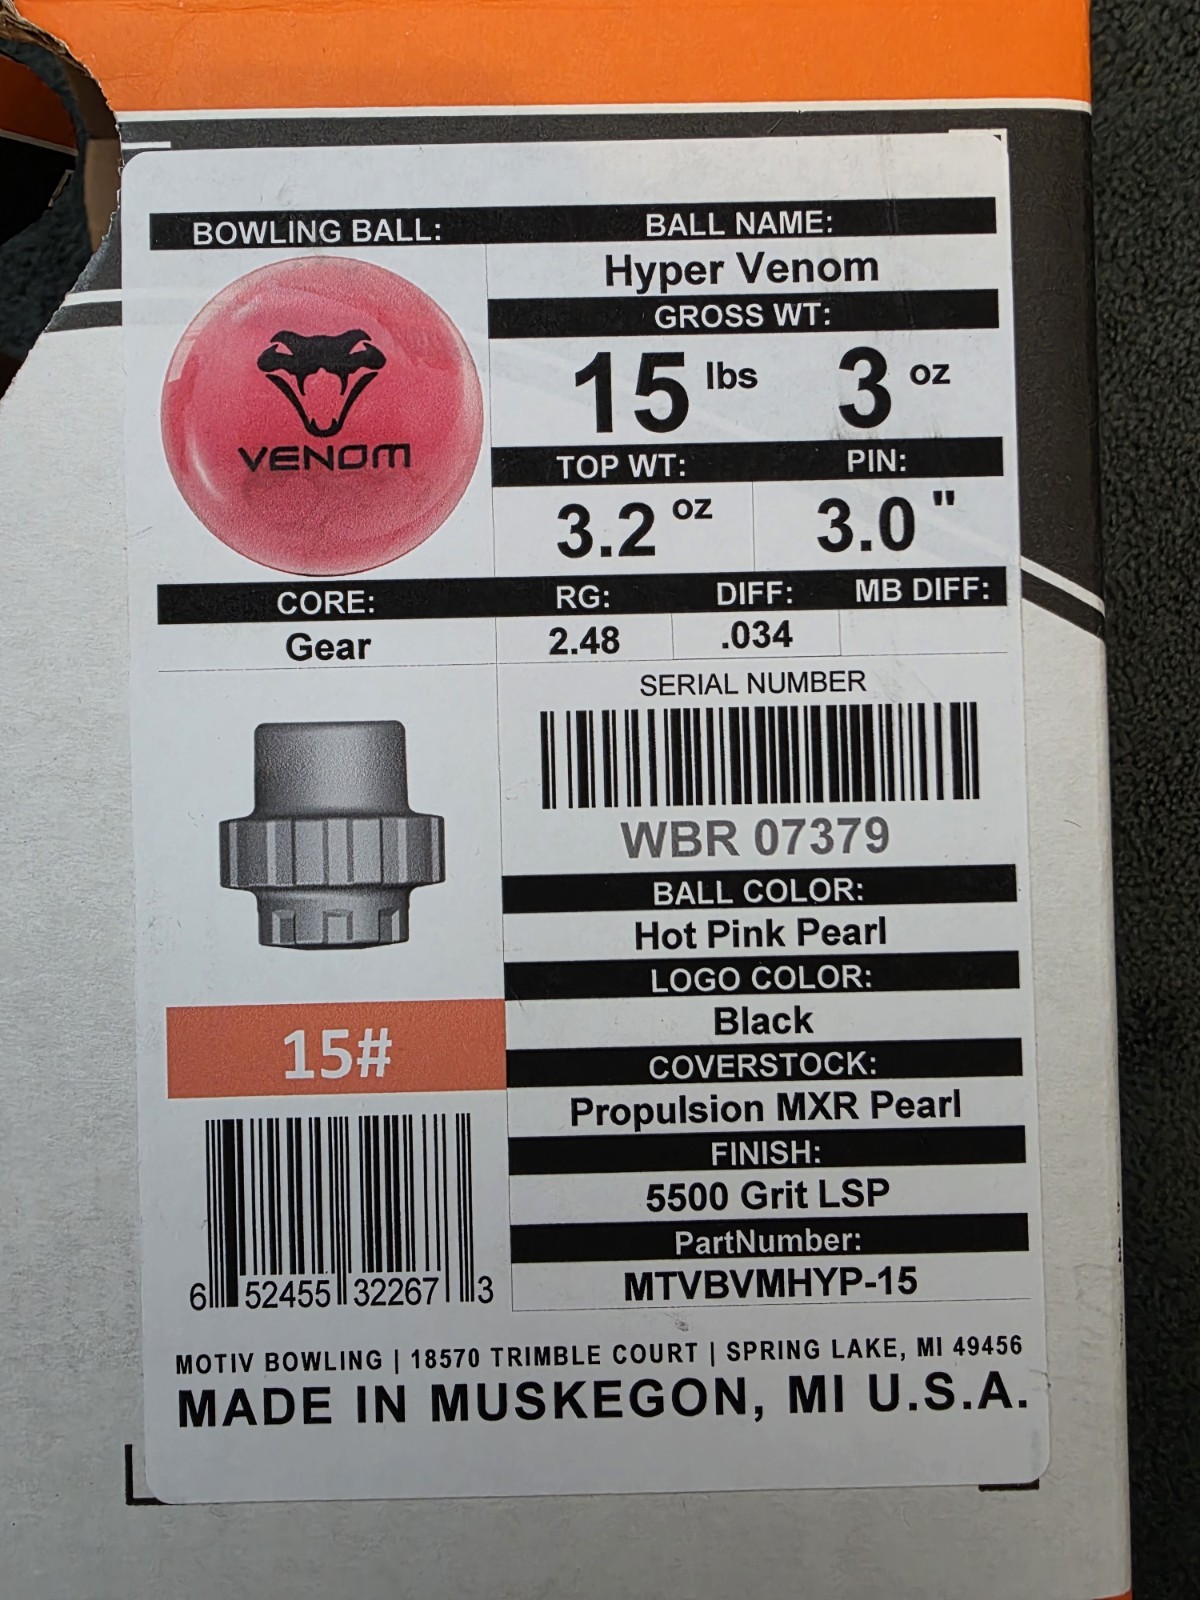 BOWLING BALL:
VENOM
BALL NAME:
Hyper Venom
GROSS WT:
15 lbs 3 oz
TOP WT: PIN:
3.2 oz 3.0 "
CORE: RG: DIFF: MB DIFF:
Gear 2.48 .034
SERIAL NUMBER
WBR 07379
BALL COLOR:
Hot Pink Pearl
LOGO COLOR:
Black
COVERSTOCK:
Propulsion MXR Pearl
FINISH:
5500 Grit LSP
PartNumber:
MTVBVMHYP-15
15#
6 52455 32267 3
MOTIV BOWLING | 18570 TRIMBLE COURT | SPRING LAKE, MI 49456
MADE IN MUSKEGON, MI U.S.A.